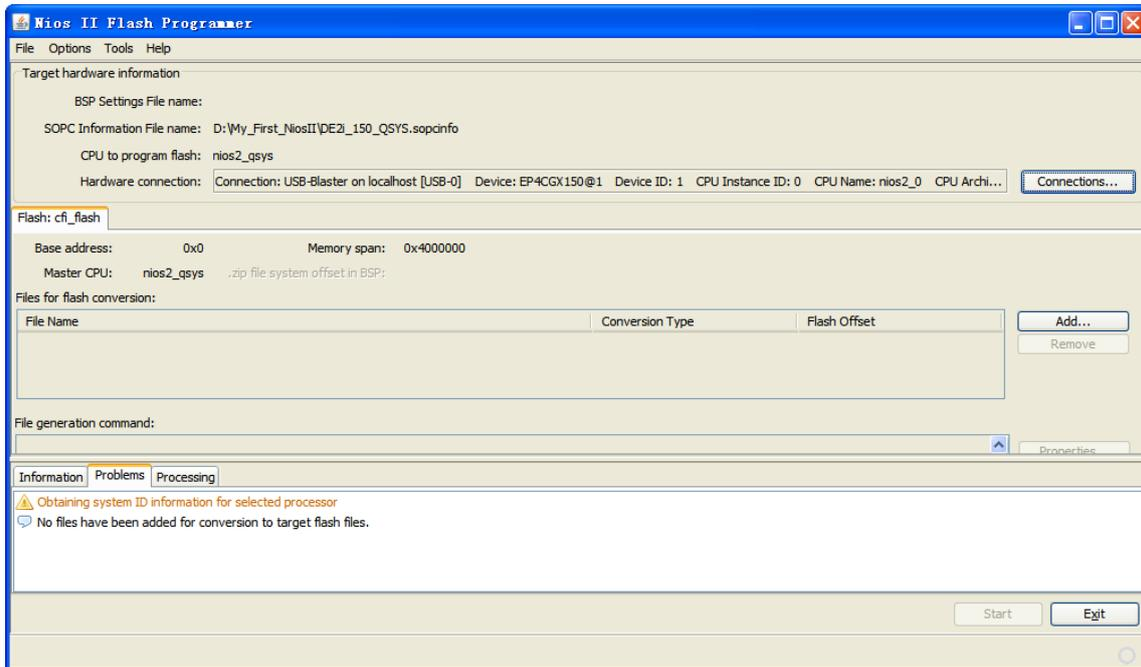 Nios II Flash Programmer
File Options Tools Help
Target hardware information
BSP Settings File name:
SOPC Information File name: D:\My_First_NiosII\DE2i_150_QSYS.sopcinfo
CPU to program flash: nios2_qsys
Hardware connection: Connection: USB-Blaster on localhost [USB-0] Device: EP4CGX150@1 Device ID: 1 CPU Instance ID: 0 CPU Name: nios2_0 CPU Archi... Connections...
Flash: cfi_flash
Base address: 0x0 Memory span: 0x4000000
Master CPU: nios2_qsys .zip file system offset in BSP:
Files for flash conversion:
File Name Conversion Type Flash Offset Add...
Remove
File generation command:
Properties...
Information Problems Processing
Obtaining system ID information for selected processor
No files have been added for conversion to target flash files.
Start Exit